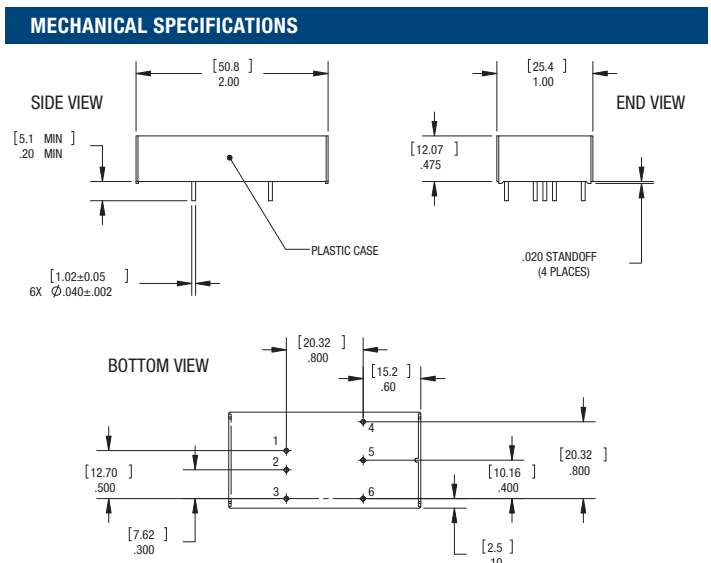 MECHANICAL SPECIFICATIONS
[50.8 ]
2.00
[25.4 ]
1.00
SIDE VIEW
END VIEW
[5.1 MIN ]
.20 MIN
[12.07 ]
.475
PLASTIC CASE
.020 STANDOFF
(4 PLACES)
[1.02±0.05 ]
6X Ø.040±.002
[20.32 ]
.800
BOTTOM VIEW
[15.2 ]
.60
1
2
3
4
5
6
[12.70 ]
.500
[7.62 ]
.300
[20.32 ]
.800
[10.16 ]
.400
[2.5 ]
.10